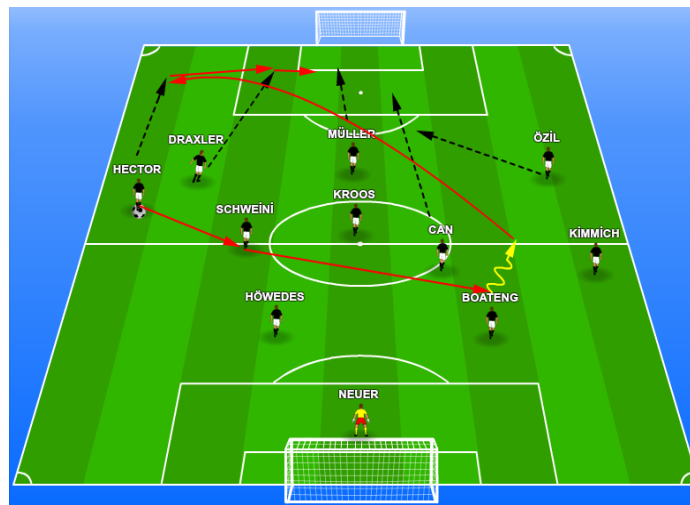 MÜLLER
ÖZİL
DRAXLER
HECTOR
KROOS
SCHWEİNİ
CAN
KİMMİCH
HÖWEDES
BOATENG
NEUER